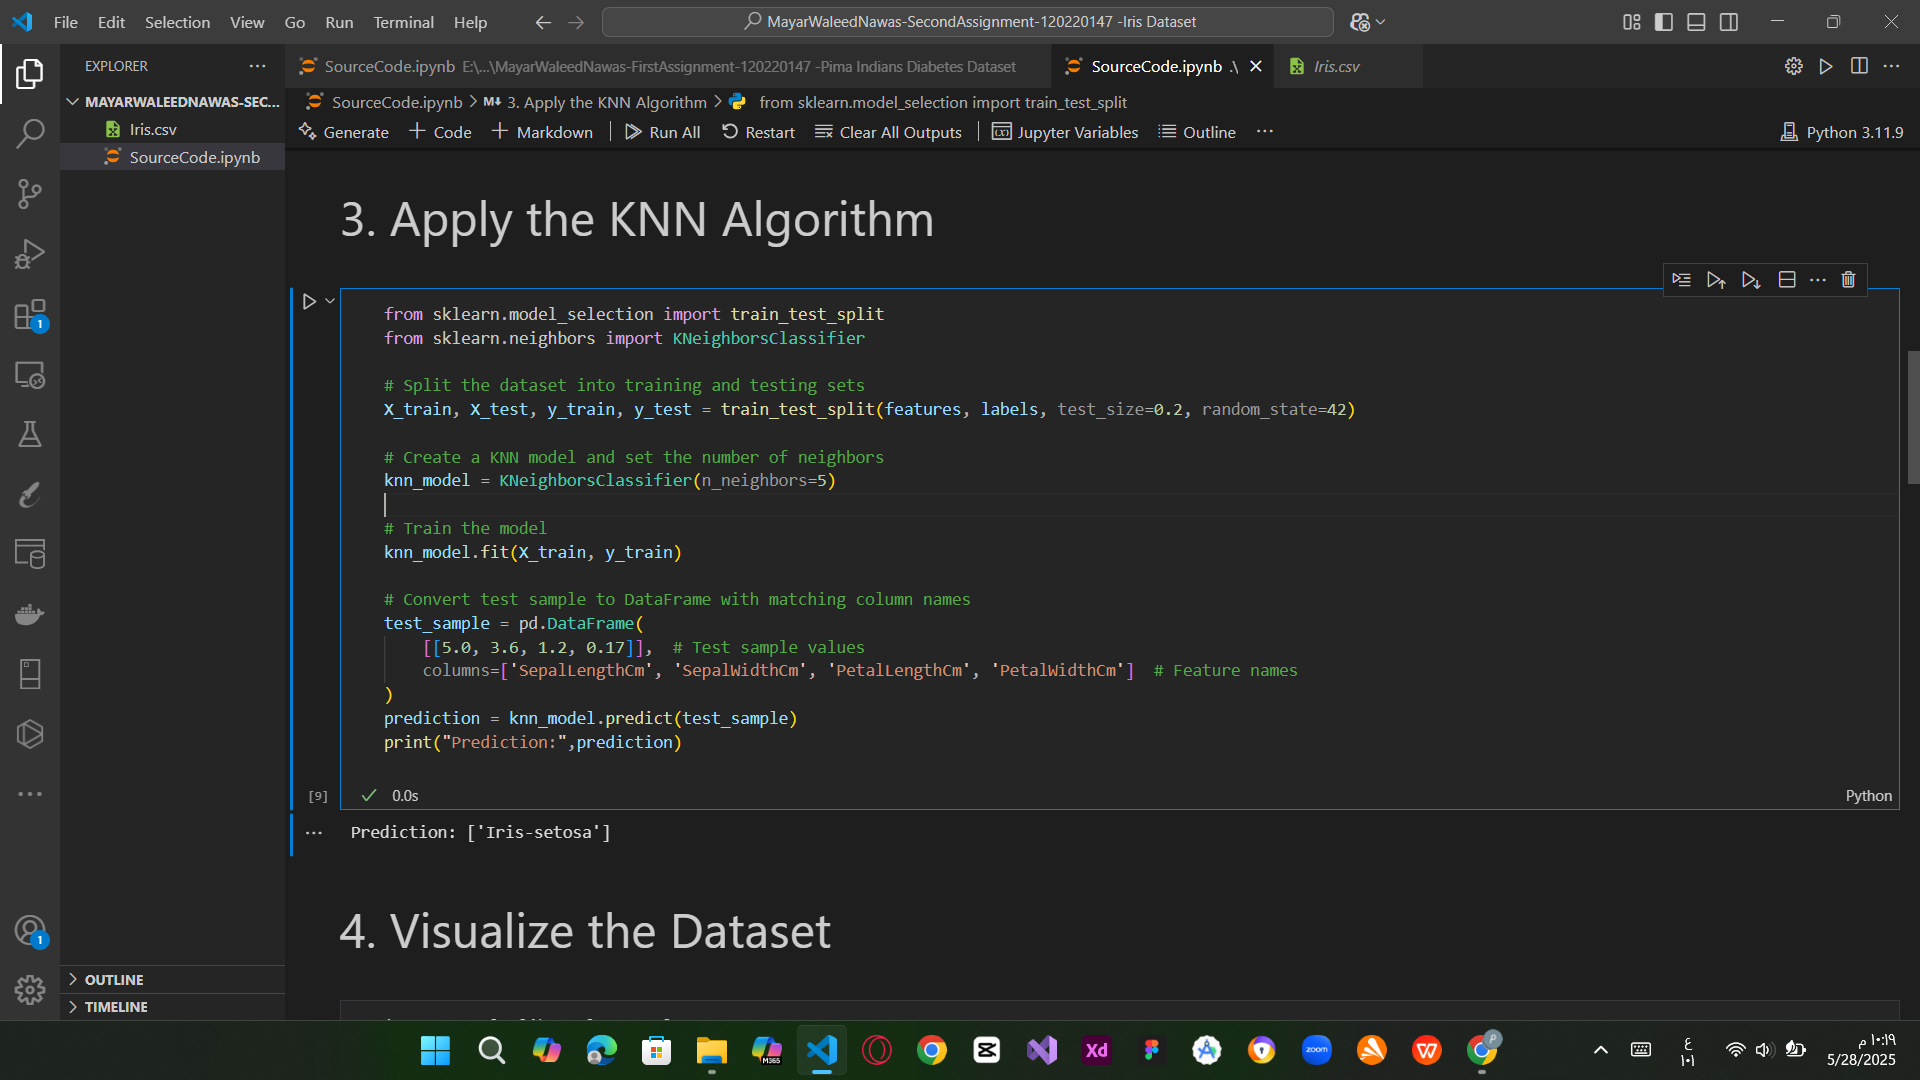 File Edit Selection View Go Run Terminal Help
MayarWaleedNawas-SecondAssignment-120220147 -Iris Dataset
EXPLORER
MAYARWALEEDNAWAS-SEC...
Iris.csv
SourceCode.ipynb
OUTLINE
TIMELINE
SourceCode.ipynb E:\...\MayarWaleedNawas-FirstAssignment-120220147 -Pima Indians Diabetes Dataset
SourceCode.ipynb .\
Iris.csv
SourceCode.ipynb > M↓ 3. Apply the KNN Algorithm > from sklearn.model_selection import train_test_split
Generate + Code + Markdown Run All Restart Clear All Outputs Jupyter Variables Outline ... Python 3.11.9
3. Apply the KNN Algorithm
from sklearn.model_selection import train_test_split
from sklearn.neighbors import KNeighborsClassifier
# Split the dataset into training and testing sets
X_train, X_test, y_train, y_test = train_test_split(features, labels, test_size=0.2, random_state=42)
# Create a KNN model and set the number of neighbors
knn_model = KNeighborsClassifier(n_neighbors=5)
# Train the model
knn_model.fit(X_train, y_train)
# Convert test sample to DataFrame with matching column names
test_sample = pd.DataFrame(
[[5.0, 3.6, 1.2, 0.17]], # Test sample values
columns=['SepalLengthCm', 'SepalWidthCm', 'PetalLengthCm', 'PetalWidthCm'] # Feature names
)
prediction = knn_model.predict(test_sample)
print("Prediction:",prediction)
[9] 0.0s Python
Prediction: ['Iris-setosa']
4. Visualize the Dataset
1
1
M365
Xd
zoom
W
P
ع
١٠١
١٠:١٩ م
5/28/2025